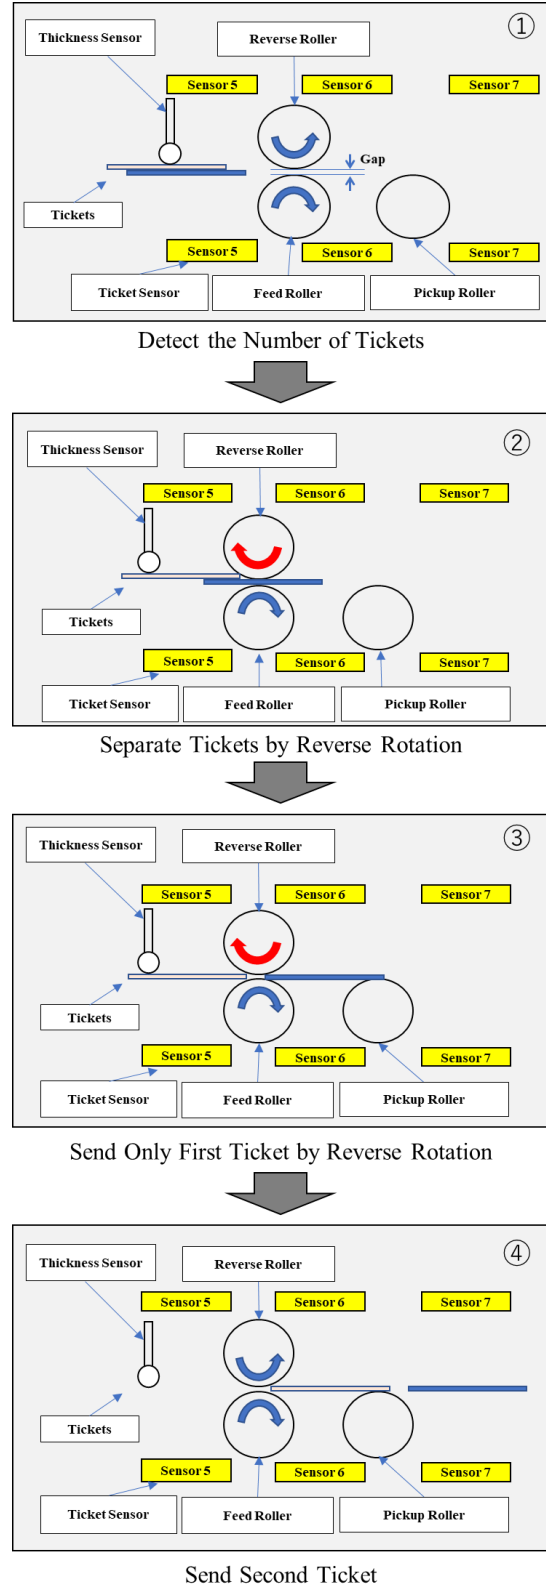 ①
Thickness Sensor
Reverse Roller
Sensor 5
Sensor 6
Sensor 7
Gap
Tickets
Sensor 5
Sensor 6
Sensor 7
Ticket Sensor
Feed Roller
Pickup Roller
Detect the Number of Tickets
②
Thickness Sensor
Reverse Roller
Sensor 5
Sensor 6
Sensor 7
Tickets
Sensor 5
Sensor 6
Sensor 7
Ticket Sensor
Feed Roller
Pickup Roller
Separate Tickets by Reverse Rotation
③
Thickness Sensor
Reverse Roller
Sensor 5
Sensor 6
Sensor 7
Tickets
Sensor 5
Sensor 6
Sensor 7
Ticket Sensor
Feed Roller
Pickup Roller
Send Only First Ticket by Reverse Rotation
④
Thickness Sensor
Reverse Roller
Sensor 5
Sensor 6
Sensor 7
Tickets
Sensor 5
Sensor 6
Sensor 7
Ticket Sensor
Feed Roller
Pickup Roller
Send Second Ticket